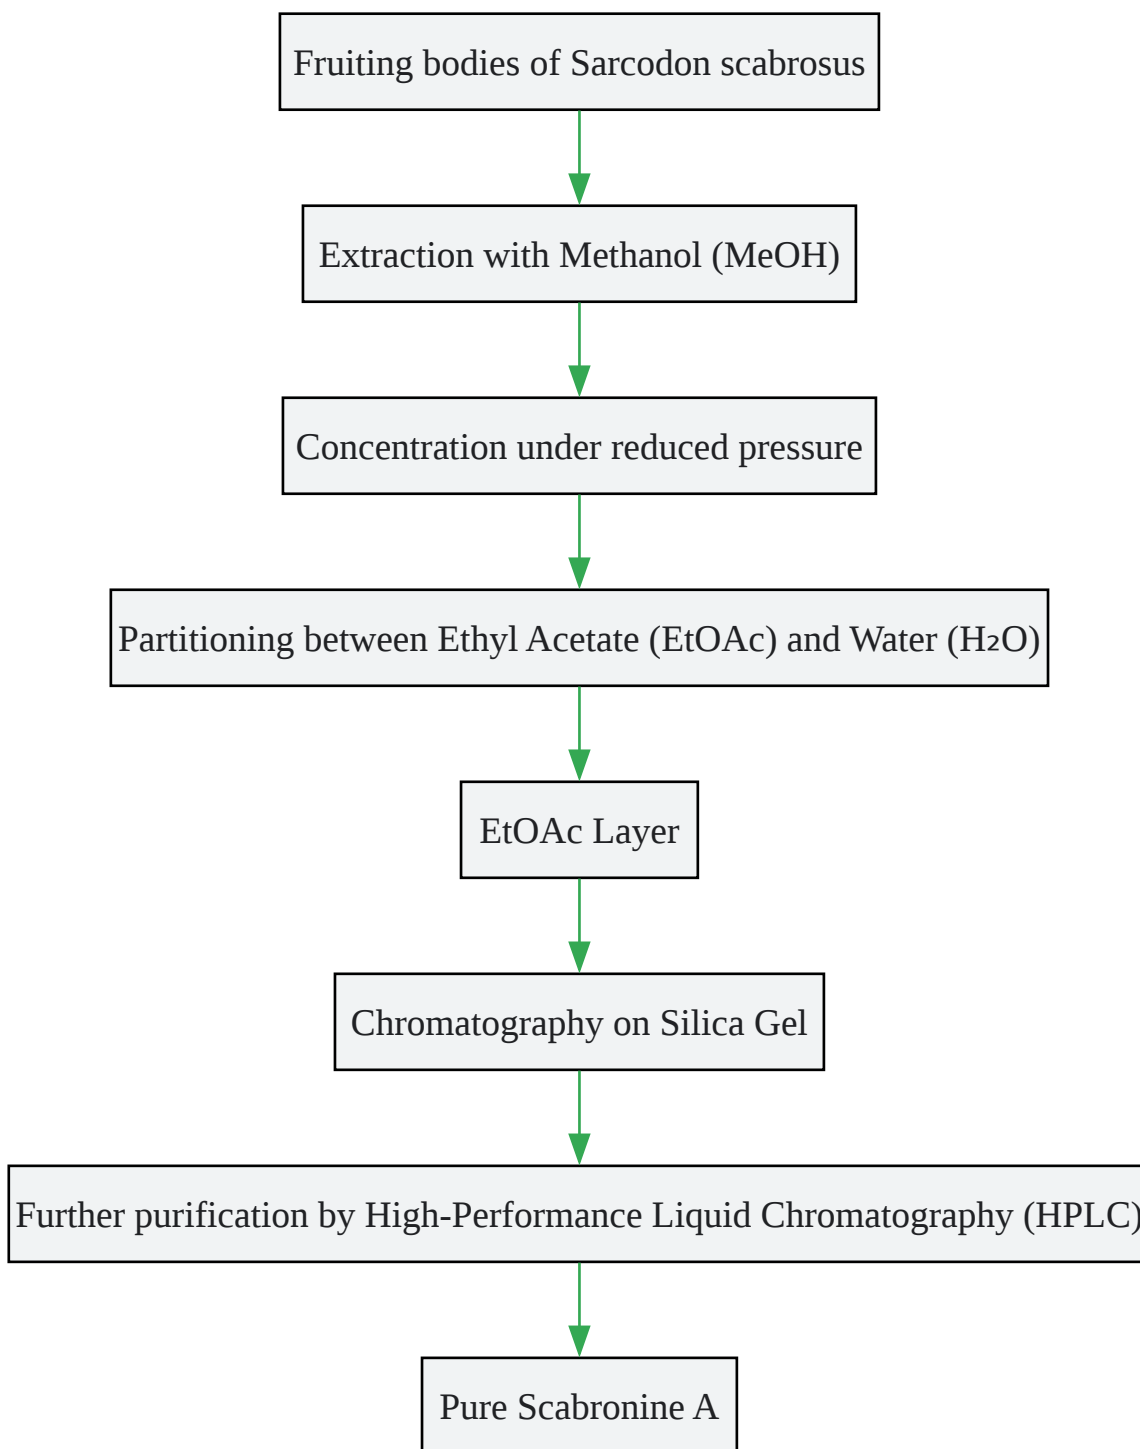 Fruiting bodies of Sarcodon scabrosus
Extraction with Methanol (MeOH)
Concentration under reduced pressure
Partitioning between Ethyl Acetate (EtOAc) and Water (H₂O)
EtOAc Layer
Chromatography on Silica Gel
Further purification by High-Performance Liquid Chromatography (HPLC)
Pure Scabronine A